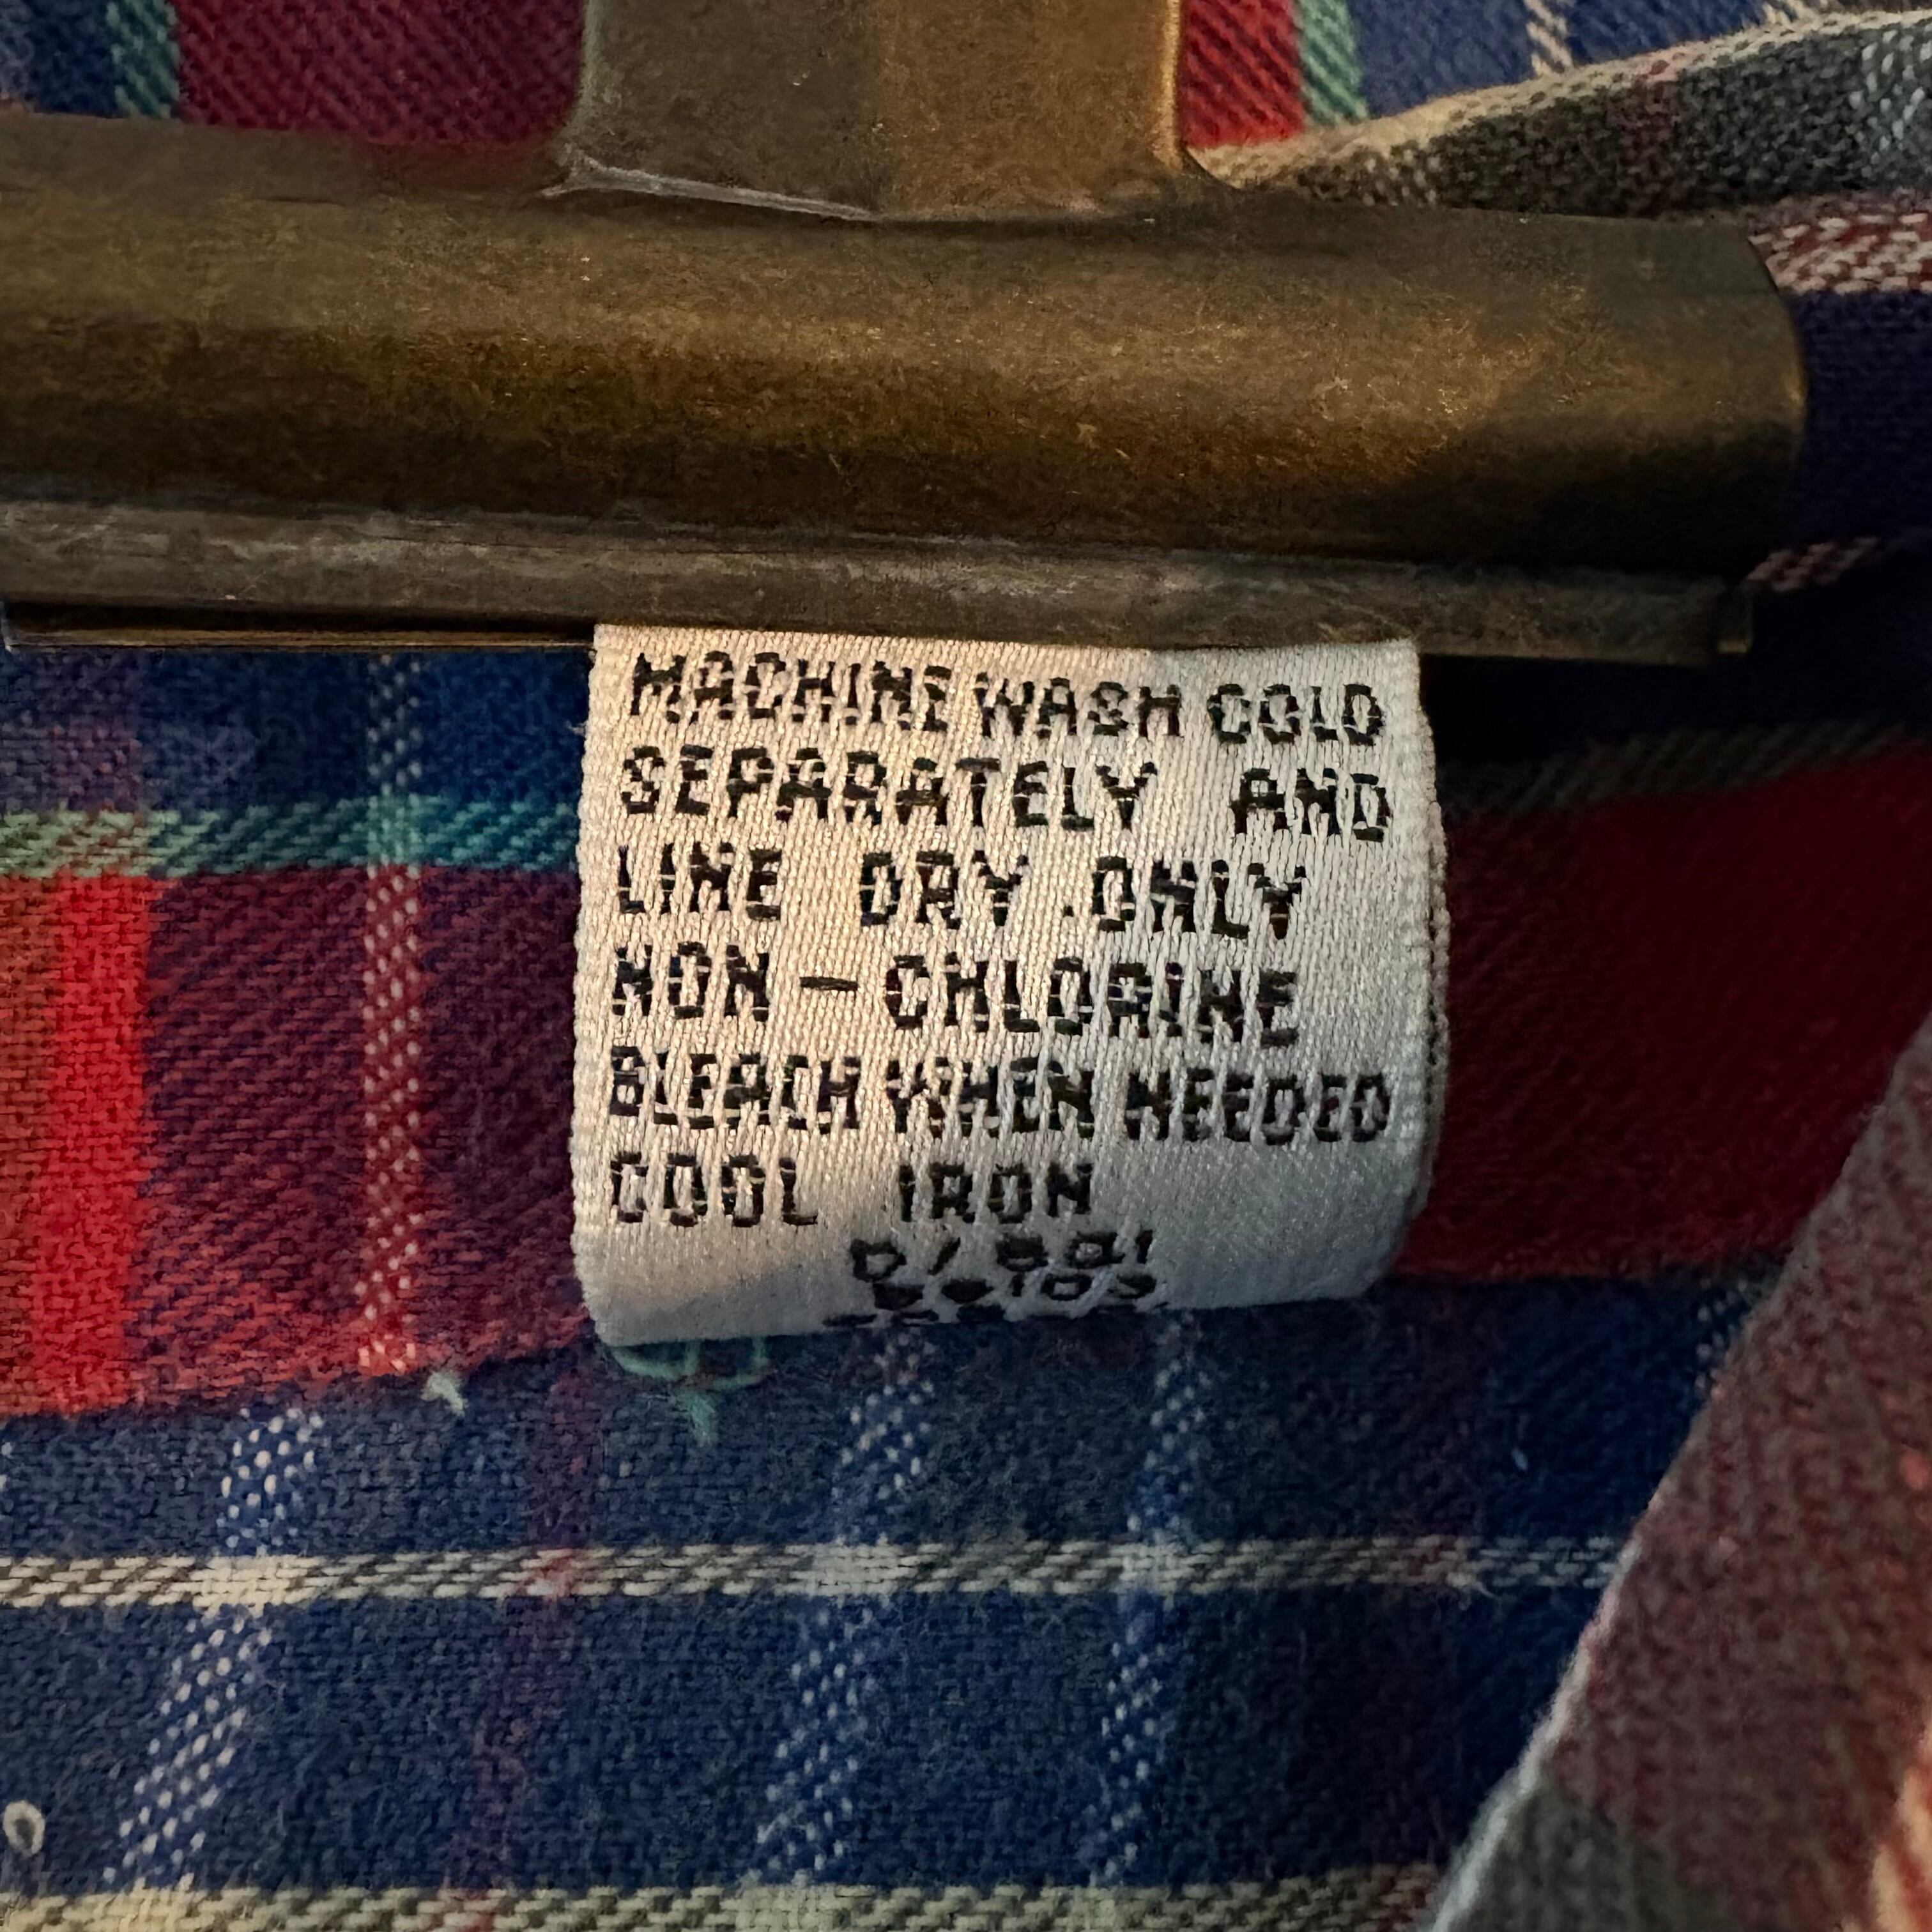 MACHINE WASH COLD
SEPARATELY AND
LINE DRY ONLY
NON-CHLORINE
BLEACH WHEN NEEDED
COOL IRON